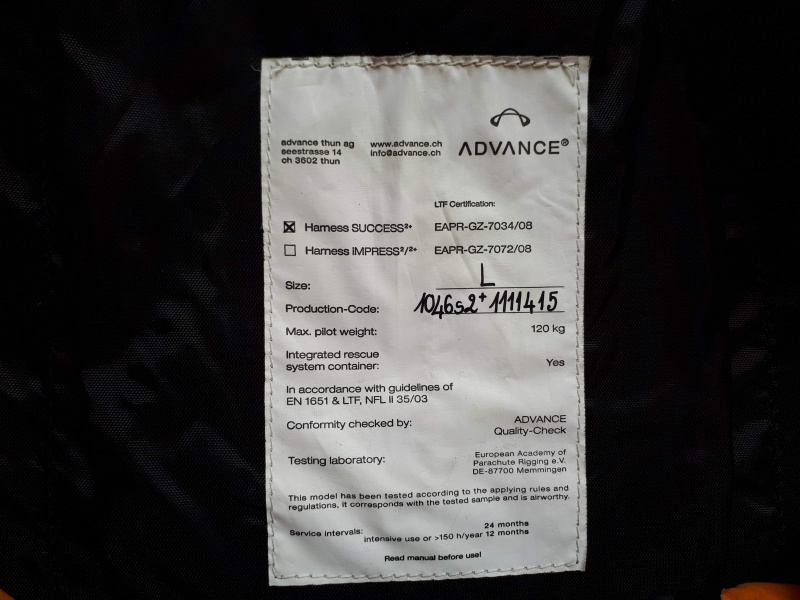 advance thun ag
seestrasse 14
ch 3602 thun
www.advance.ch
info@advance.ch
ADVANCE®
LTF Certification:
☒ Harness SUCCESS²⁺ EAPR-GZ-7034/08
☐ Harness IMPRESS²/²⁺ EAPR-GZ-7072/08
Size: L
Production-Code: 1046s2+1111415
Max. pilot weight: 120 kg
Integrated rescue
system container: Yes
In accordance with guidelines of
EN 1651 & LTF, NFL II 35/03
Conformity checked by: ADVANCE
Quality-Check
Testing laboratory: European Academy of
Parachute Rigging e.V.
DE-87700 Memmingen
This model has been tested according to the applying rules and
regulations, it corresponds with the tested sample and is airworthy.
Service intervals: 24 months
intensive use or >150 h/year 12 months
Read manual before use!